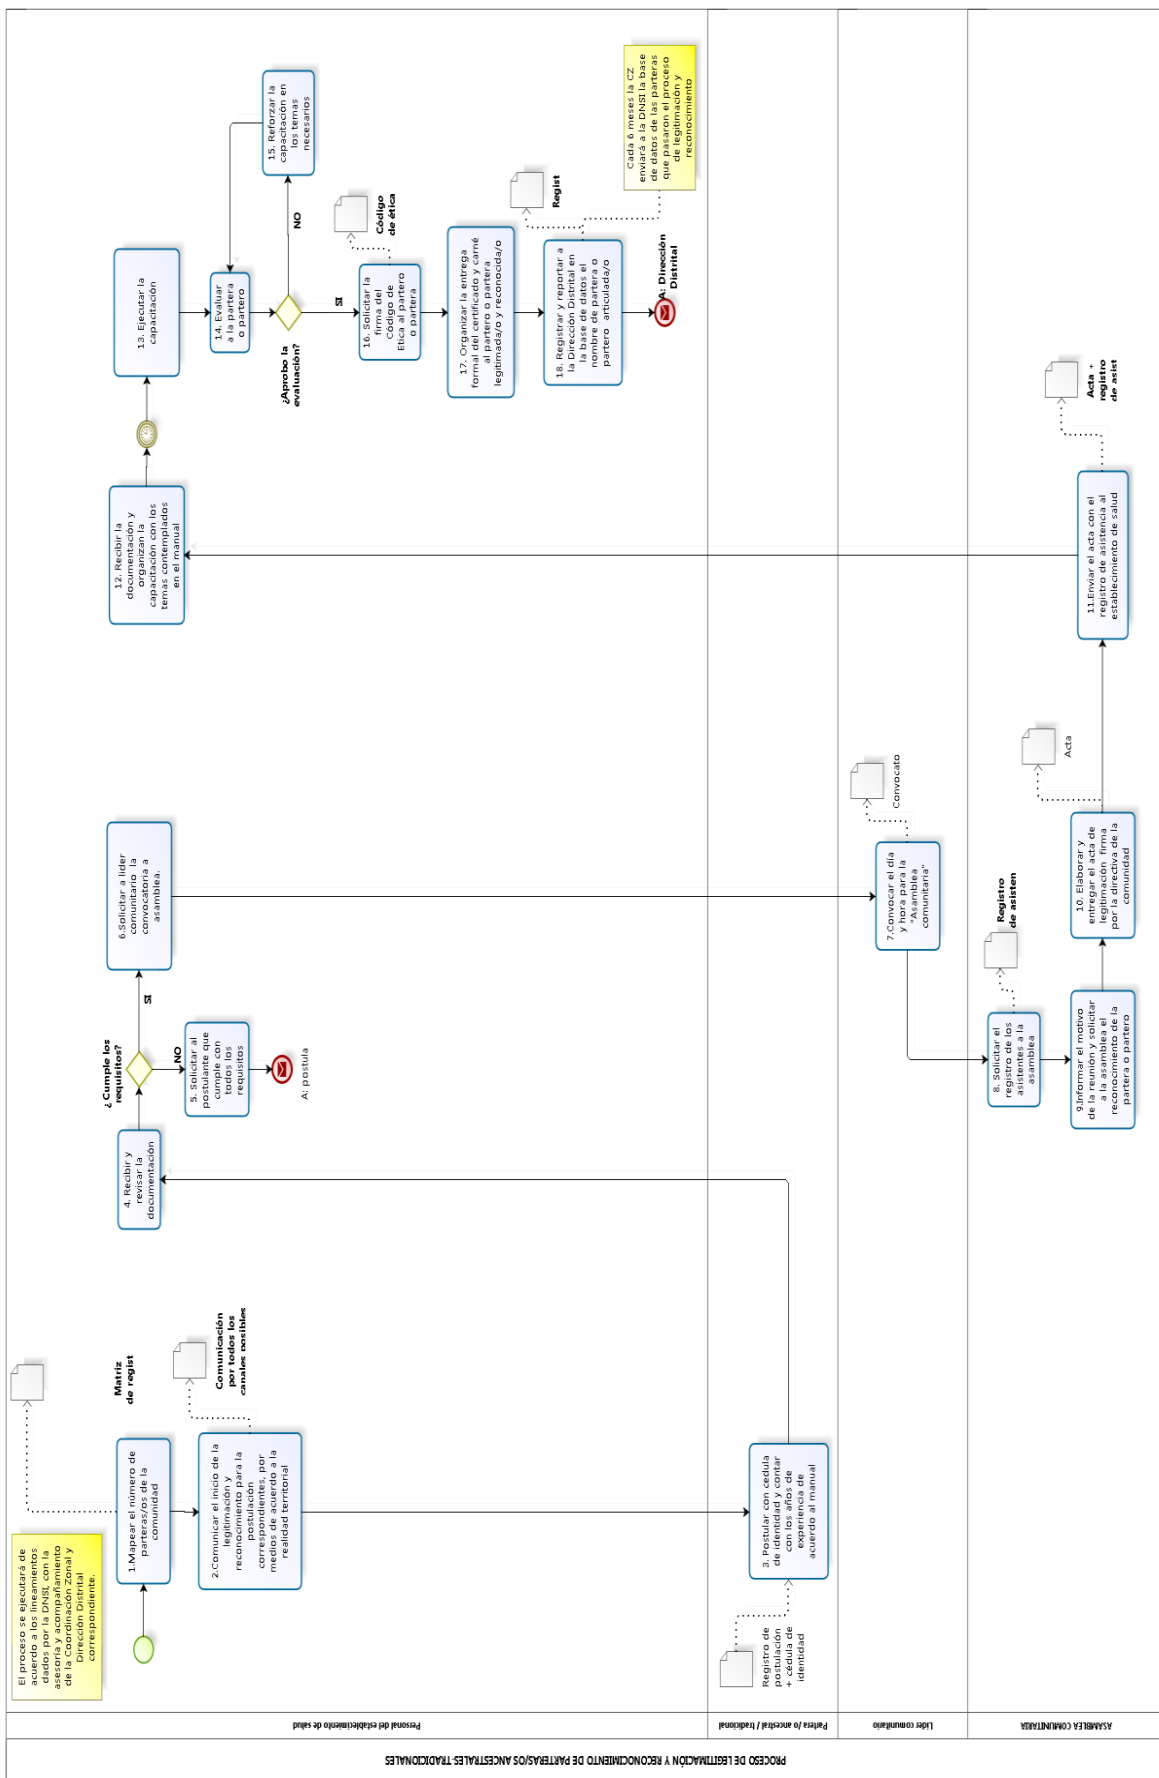 PROCESO DE LEGITIMACIÓN Y RECONOCIMIENTO DE PARTERAS/OS ANCESTRALES-TRADICIONALES
Personal del establecimiento de salud
El proceso se ejecutará de
acuerdo a los lineamientos
dados por la DNSI, con la
asesoría y acompañamiento
de la Coordinación Zonal y
Dirección Distrital
correspondiente.
1.Mapear el número de
parteras/os de la
comunidad
Matriz
de regist
2.Comunicar el inicio de la
legitimación y
reconocimiento para la
postulación
correspondientes, por
medios de acuerdo a la
realidad territorial
Comunicación
por todos los
canales posibles
4. Recibir y
revisar la
documentación
¿Cumple los
requisitos?
SI
NO
5. Solicitar al
postulante que
cumple con
todos los
requisitos
A: postula
6.Solicitar a lider
comunitario la
convocatoria a
asamblea.
12. Recibir la
documentación y
organizan la
capacitación con los
temas contemplados
en el manual
13. Ejecutar la
capacitación
14. Evaluar
a la partera
o partero
¿Aprobo la
evaluación?
NO
SI
15. Reforzar la
capacitación en
los temas
necesarios
16. Solicitar la
firma del
Código de
Etica al partero
o partera
Código
de ética
17. Organizar la entrega
formal del certificado y carné
al partero o partera
legitimada/o y reconocida/o
18. Registrar y reportar a
la Dirección Distrital en
la base de datos el
nombre de partera o
partero articulada/o
Regist
Cada 6 meses la CZ
enviará a la DNSI la base
de datos de las parteras
que pasaron el proceso
de legitimación y
reconocimiento
A: Dirección
Distrital
Partera /o ancestral / tradicional
Registro de
postulación
+ cédula de
identidad
3. Postular con cedula
de identidad y contar
con los años de
experiencia de
acuerdo al manual
Lider comunitario
7.Convocar el día
y hora para la
"Asamblea
comunitaria"
Convocato
ASAMBLEA COMUNITARIA
8. Solicitar el
registro de los
asistentes a la
asamblea
Registro
de asisten
9.Informar el motivo
de la reunión y solicitar
a la asamblea el
reconocimiento de la
partera o partero
10. Elaborar y
entregar el acta de
legitimación firma
por la directiva de la
comunidad
Acta
11.Enviar el acta con el
registro de asistencia al
establecimiento de salud
Acta +
registro
de asist